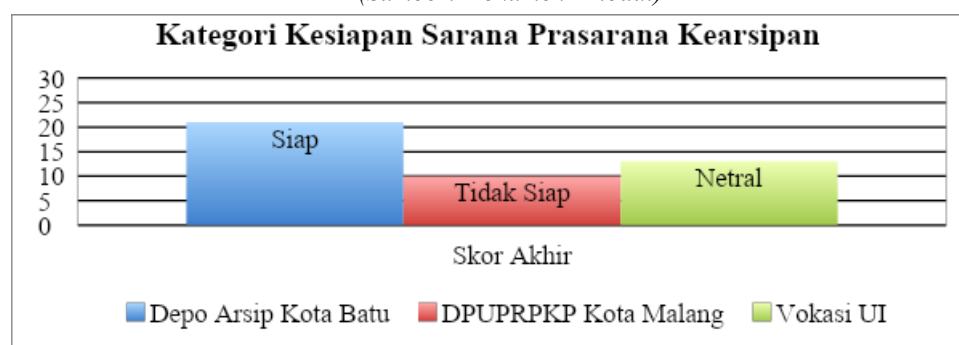 Kategori Kesiapan Sarana Prasarana Kearsipan
30
25
20
15
10
5
0
Siap
Tidak Siap
Netral
Skor Akhir
Depo Arsip Kota Batu DPUPRPKP Kota Malang Vokasi UI